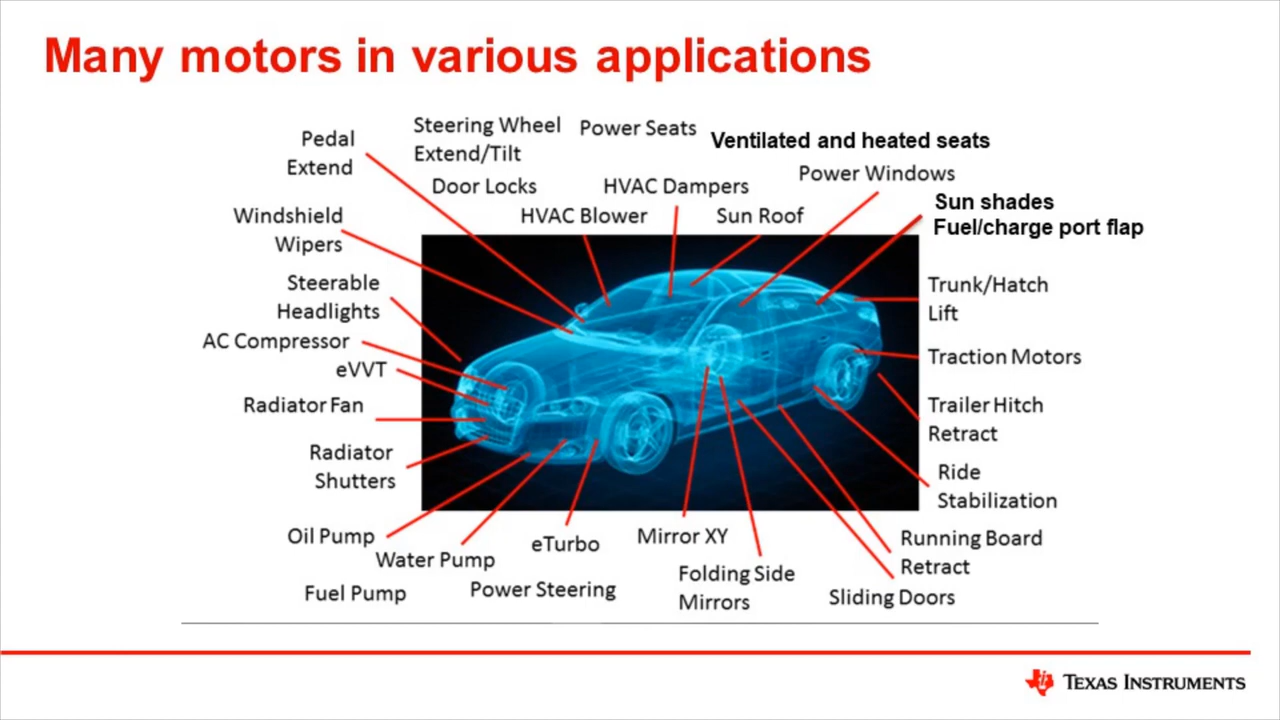 Many motors in various applications
Pedal
Extend
Steering Wheel
Extend/Tilt
Power Seats
Ventilated and heated seats
Door Locks
HVAC Dampers
Power Windows
HVAC Blower
Sun Roof
Sun shades
Fuel/charge port flap
Windshield
Wipers
Steerable
Headlights
AC Compressor
eVVT
Radiator Fan
Radiator
Shutters
Trunk/Hatch
Lift
Traction Motors
Trailer Hitch
Retract
Ride
Stabilization
Oil Pump
Water Pump
eTurbo
Mirror XY
Running Board
Retract
Fuel Pump
Power Steering
Folding Side
Mirrors
Sliding Doors
TEXAS INSTRUMENTS